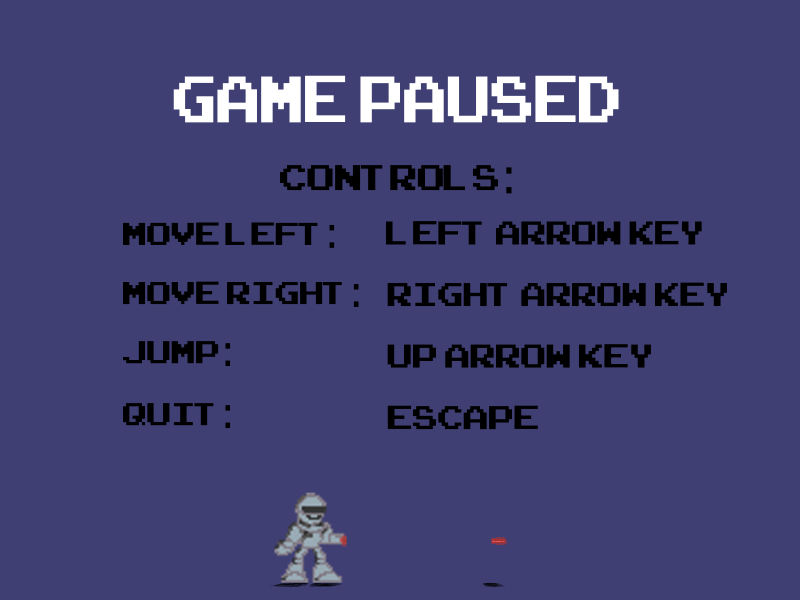 GAME PAUSED
CONTROLS:
MOVE LEFT: LEFT ARROW KEY
MOVE RIGHT: RIGHT ARROW KEY
JUMP: UP ARROW KEY
QUIT: ESCAPE